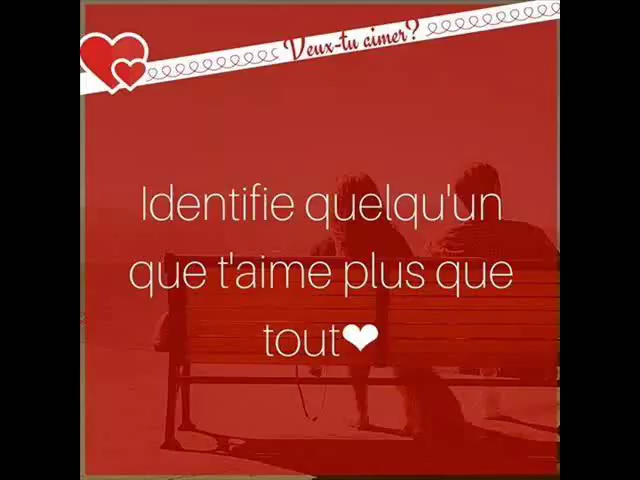 Veux-tu aimer?
Identifie quelqu'un
que t'aime plus que
tout❤